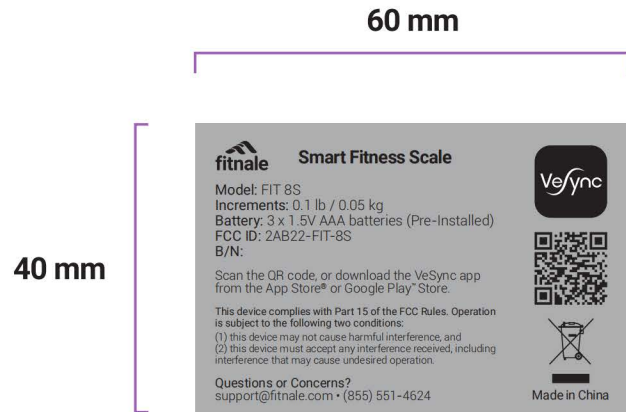 60 mm
40 mm
fitnale
Smart Fitness Scale
Model: FIT 8S
Increments: 0.1 lb / 0.05 kg
Battery: 3 x 1.5V AAA batteries (Pre-Installed)
FCC ID: 2AB22-FIT-8S
B/N:
Scan the QR code, or download the VeSync app
from the App Store® or Google Play™ Store.
This device complies with Part 15 of the FCC Rules. Operation
is subject to the following two conditions:
(1) this device may not cause harmful interference, and
(2) this device must accept any interference received, including
interference that may cause undesired operation.
Questions or Concerns?
support@fitnale.com • (855) 551-4624
VeSync
Made in China